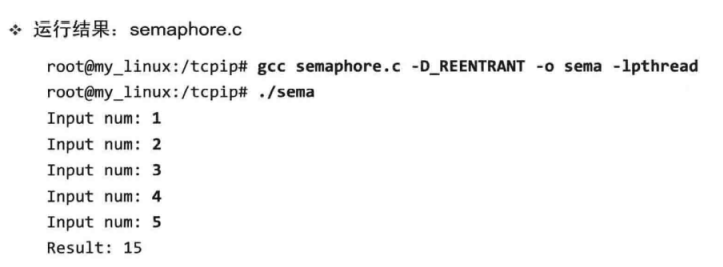 ❖ 运行结果：semaphore.c
root@my_linux:/tcpip# gcc semaphore.c -D_REENTRANT -o sema -lpthread
root@my_linux:/tcpip# ./sema
Input num: 1
Input num: 2
Input num: 3
Input num: 4
Input num: 5
Result: 15